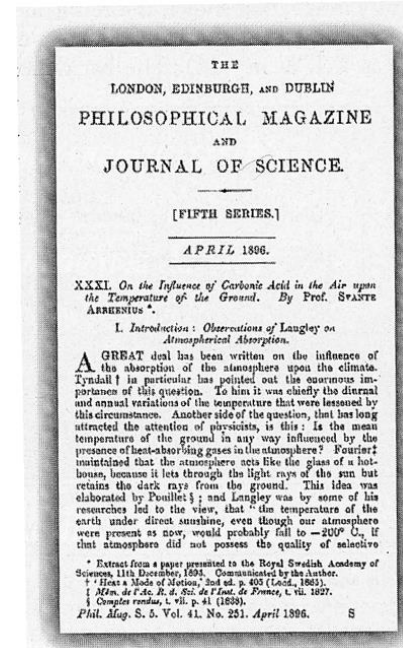 THE
LONDON, EDINBURGH, AND DUBLIN
PHILOSOPHICAL MAGAZINE
AND
JOURNAL OF SCIENCE.
[FIFTH SERIES.]
APRIL 1896.
XXXI. On the Influence of Carbonic Acid in the Air upon
the Temperature of the Ground. By Prof. SVANTE
ARRHENIUS *.
I. Introduction : Observations of Langley on
Atmospherical Absorption.
A GREAT deal has been written on the influence of
the absorption of the atmosphere upon the climate.
Tyndall † in particular has pointed out the enormous im-
portance of this question. To him it was chiefly the diurnal
and annual variations of the temperature that were lessened by
this circumstance. Another side of the question, that has long
attracted the attention of physicists, is this : Is the mean
temperature of the ground in any way influenced by the
presence of heat-absorbing gases in the atmosphere? Fourier‡
maintained that the atmosphere acts like the glass of a hot-
house, because it lets through the light rays of the sun but
retains the dark rays from the ground. This idea was
elaborated by Pouillet § ; and Langley was by some of his
researches led to the view, that "the temperature of the
earth under direct sunshine, even though our atmosphere
were present as now, would probably fall to −200° C., if
that atmosphere did not possess the quality of selective
* Extract from a paper presented to the Royal Swedish Academy of
Sciences, 11th December, 1895. Communicated by the Author.
† 'Heat a Mode of Motion,' 2nd ed. p. 405 (Lond., 1865).
‡ Mém. de l'Ac. R. d. Sci. de l'Inst. de France, t. vii. 1827.
§ Comptes rendus, t. vii. p. 41 (1838).
Phil. Mag. S. 5. Vol. 41. No. 251. April 1896. S